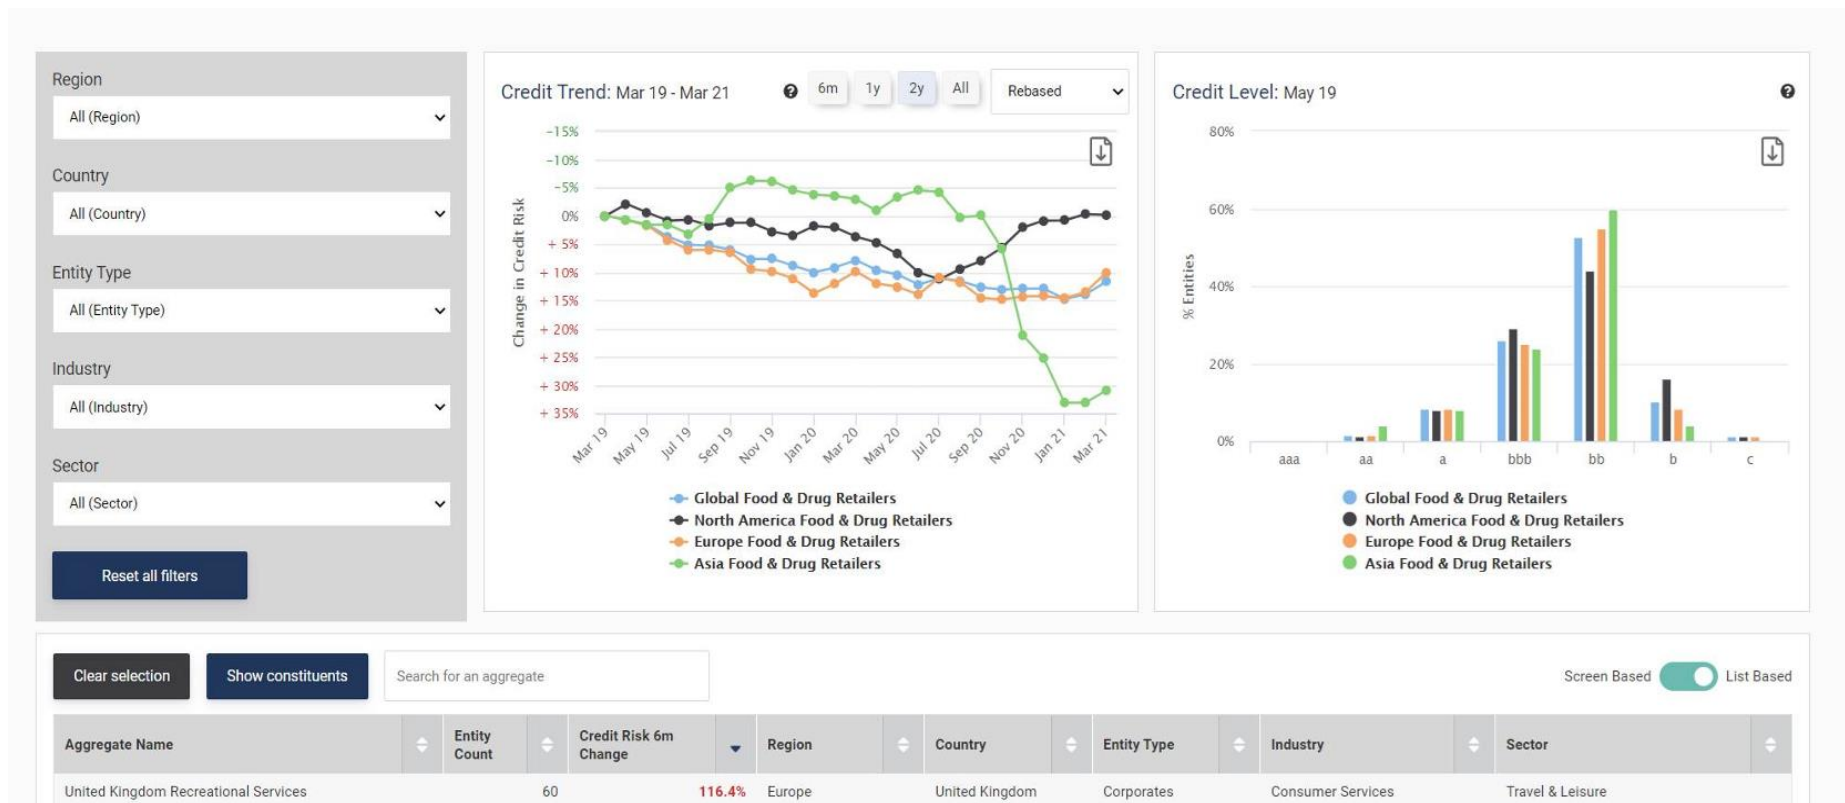 Region
All (Region)
Country
All (Country)
Entity Type
All (Entity Type)
Industry
All (Industry)
Sector
All (Sector)
Reset all filters
Credit Trend: Mar 19 - Mar 21
?
6m
1y
2y
All
Rebased
Change in Credit Risk
-15%
-10%
-5%
0%
+ 5%
+ 10%
+ 15%
+ 20%
+ 25%
+ 30%
+ 35%
Mar 19
May 19
Jul 19
Sep 19
Nov 19
Jan 20
Mar 20
May 20
Jul 20
Sep 20
Nov 20
Jan 21
Mar 21
Global Food & Drug Retailers
North America Food & Drug Retailers
Europe Food & Drug Retailers
Asia Food & Drug Retailers
Credit Level: May 19
?
% Entities
80%
60%
40%
20%
0%
aaa
aa
a
bbb
bb
b
c
Global Food & Drug Retailers
North America Food & Drug Retailers
Europe Food & Drug Retailers
Asia Food & Drug Retailers
Clear selection
Show constituents
Search for an aggregate
Screen Based
List Based
Aggregate Name
Entity
Count
Credit Risk 6m
Change
Region
Country
Entity Type
Industry
Sector
United Kingdom Recreational Services 60 116.4% Europe United Kingdom Corporates Consumer Services Travel & Leisure